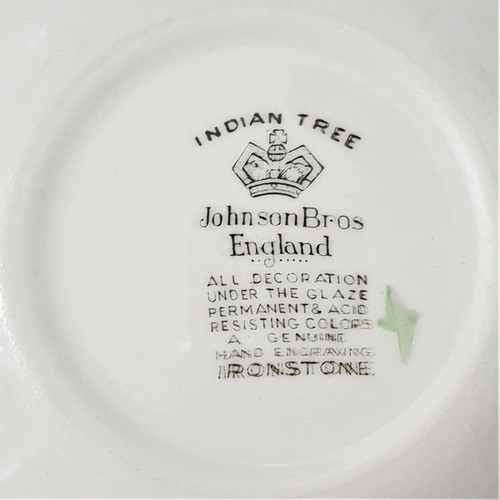 INDIAN TREE
Johnson Bros
England
ALL DECORATION
UNDER THE GLAZE
PERMANENT & ACID
RESISTING COLORS
A GENUINE
HAND ENGRAVING
IRONSTONE